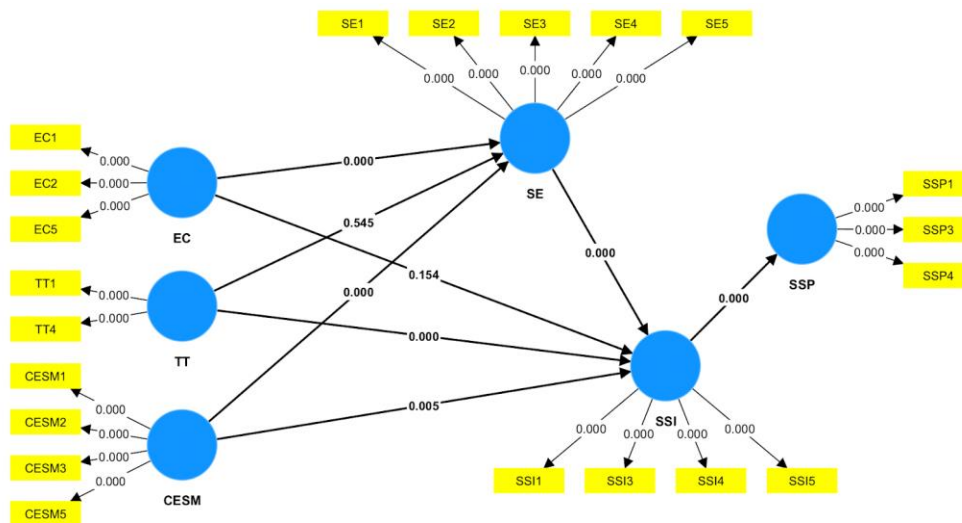 SE1 SE2 SE3 SE4 SE5
0.000 0.000 0.000 0.000 0.000
SE
EC1
EC2
EC5
0.000
0.000
0.000
EC
TT1
TT4
0.000
0.000
TT
CESM1
CESM2
CESM3
CESM5
0.000
0.000
0.000
0.000
CESM
0.000
0.545
0.000
0.154
0.000
0.005
0.000
0.000
SSP
0.000
0.000
0.000
SSP1
SSP3
SSP4
SSI
0.000 0.000 0.000 0.000
SSI1 SSI3 SSI4 SSI5